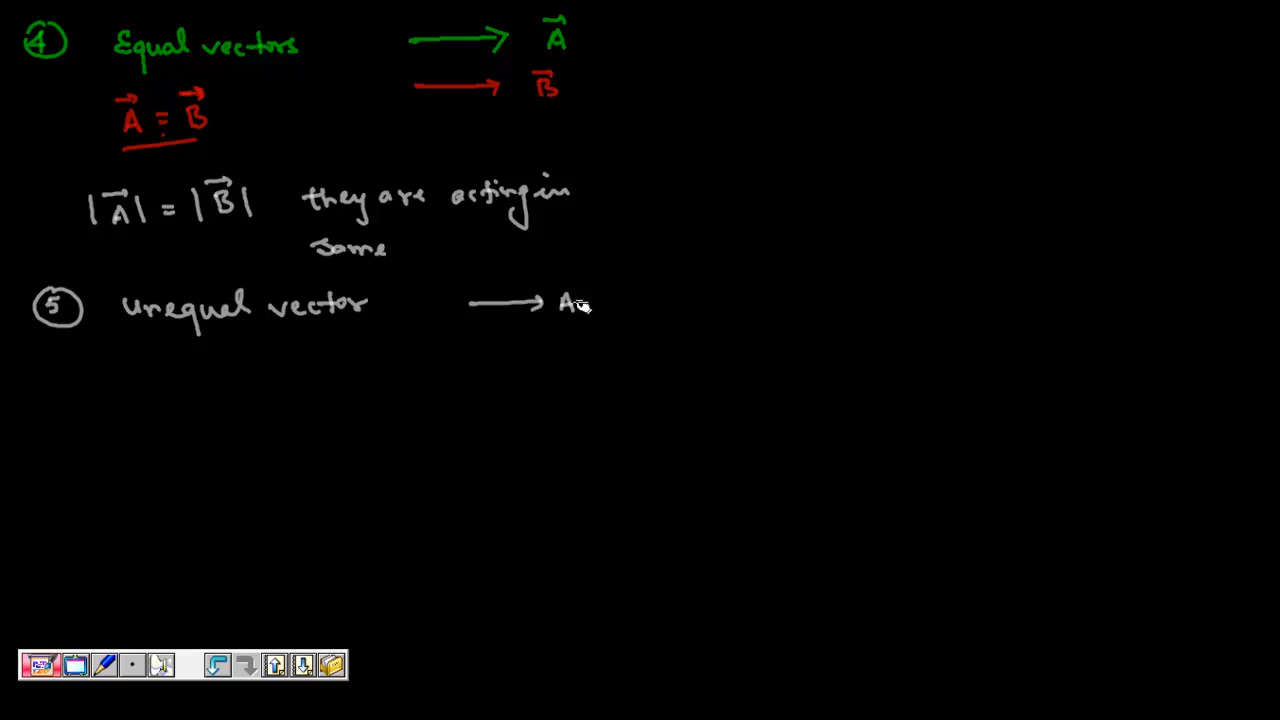 4 Equal vectors → A⃗
→ B⃗
A⃗ = B⃗
|A⃗| = |B⃗| they are acting in
same
5 unequal vector → A